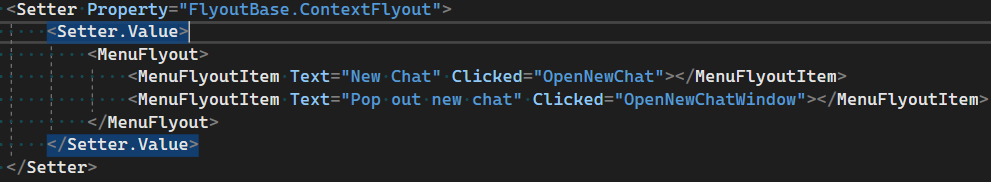 <Setter Property="FlyoutBase.ContextFlyout">
<Setter.Value>
<MenuFlyout>
<MenuFlyoutItem Text="New Chat" Clicked="OpenNewChat"></MenuFlyoutItem>
<MenuFlyoutItem Text="Pop out new chat" Clicked="OpenNewChatWindow"></MenuFlyoutItem>
</MenuFlyout>
</Setter.Value>
</Setter>